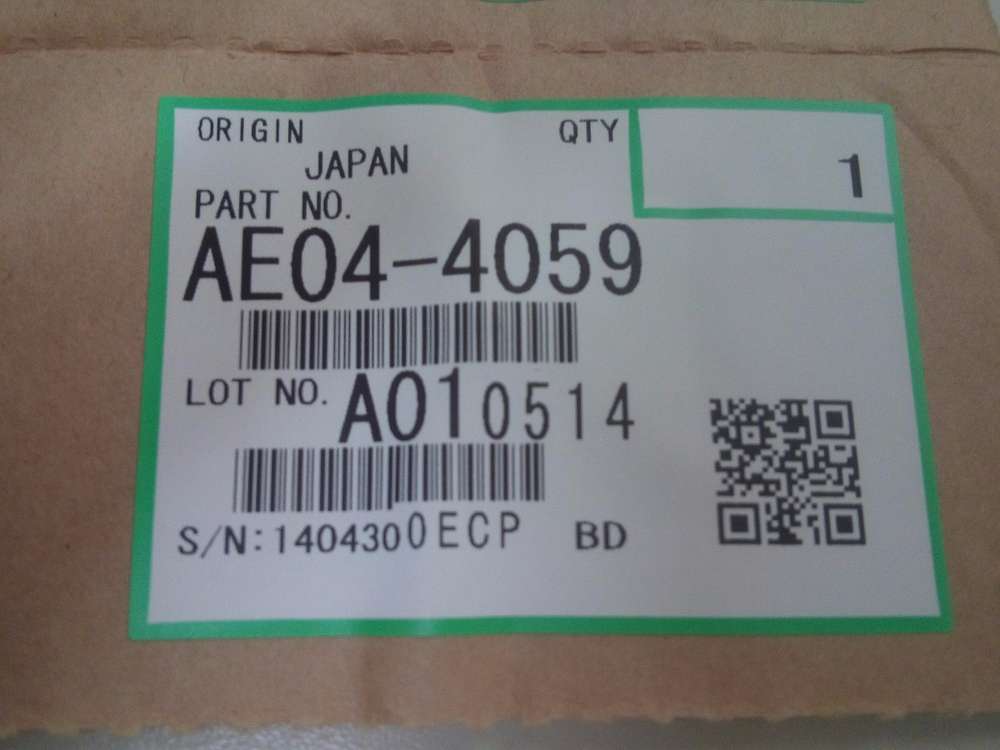 ORIGIN QTY
JAPAN 1
PART NO.
AE04-4059
LOT NO. A010514
S/N:1404300ECP BD